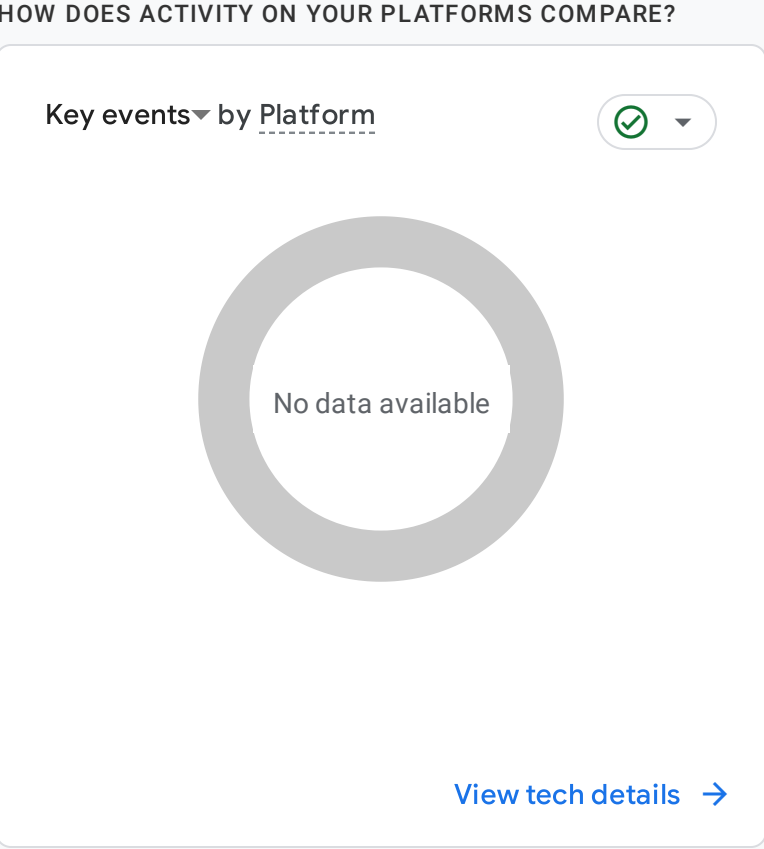 HOW DOES ACTIVITY ON YOUR PLATFORMS COMPARE?
Key events by Platform
No data available
View tech details